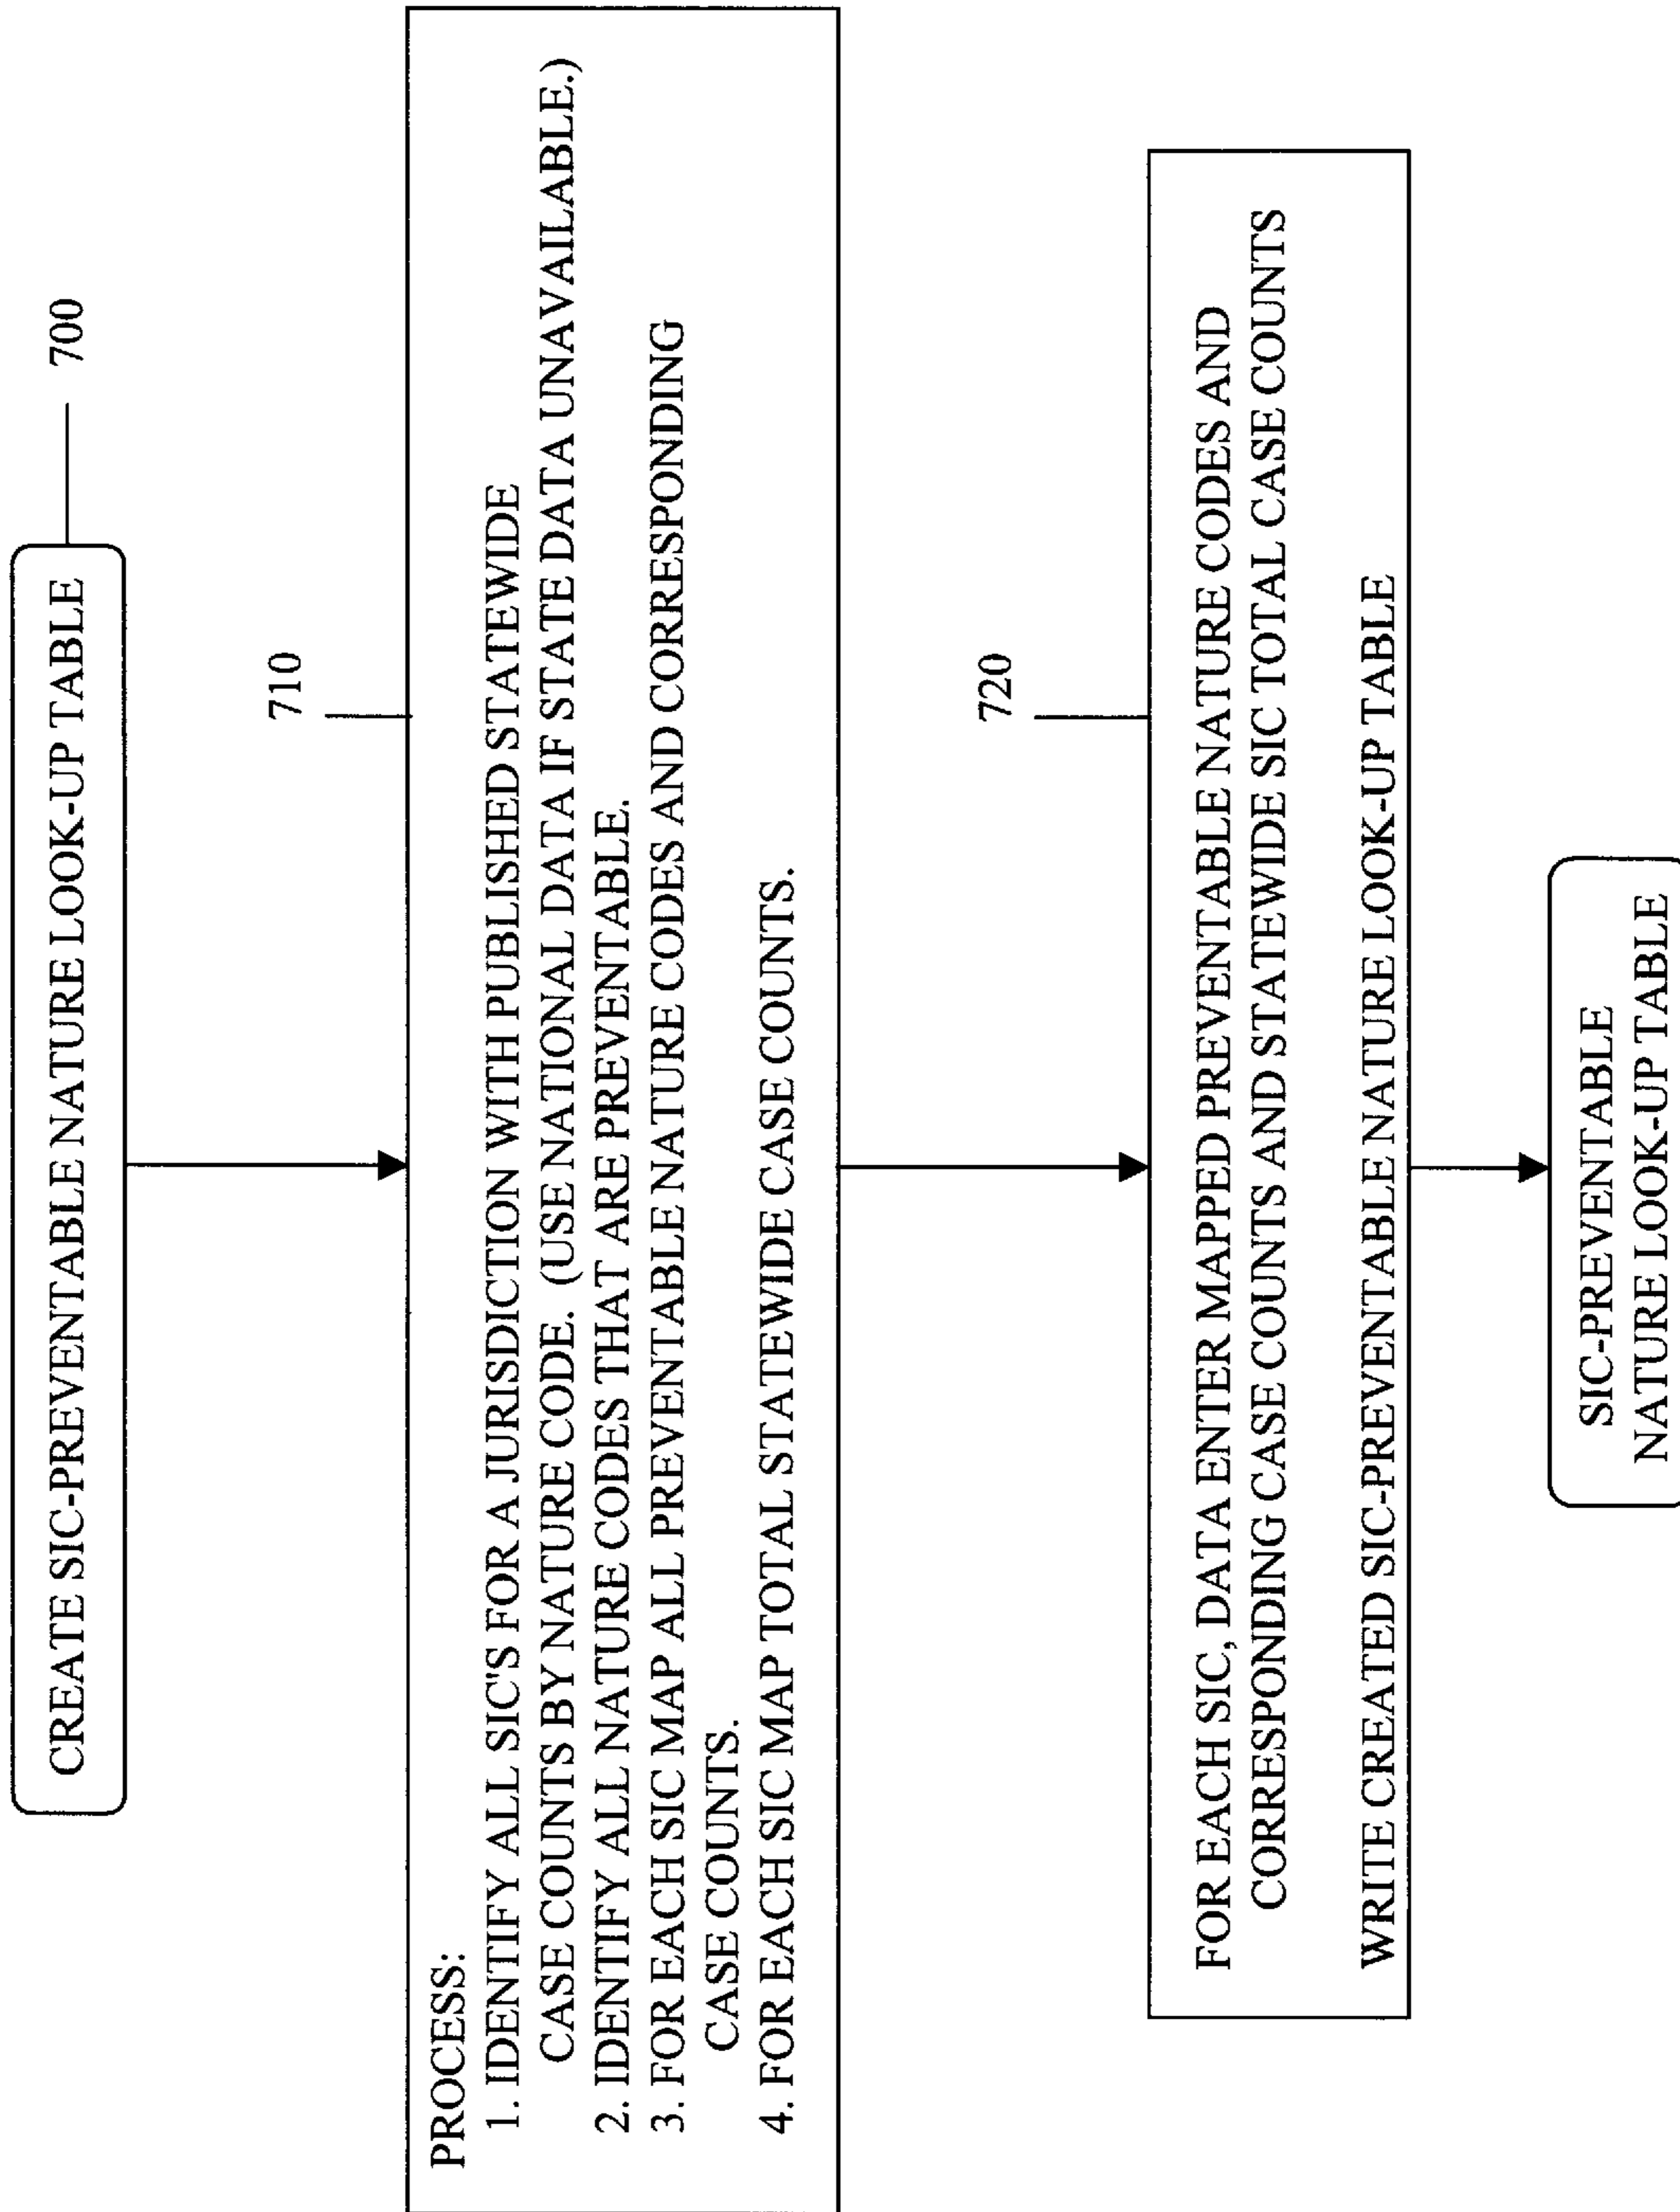 CREATE SIC-PREVENTABLE NATURE LOOK-UP TABLE
700
710
PROCESS:
1. IDENTIFY ALL SIC'S FOR A JURISDICTION WITH PUBLISHED STATEWIDE
CASE COUNTS BY NATURE CODE. (USE NATIONAL DATA IF STATE DATA UNAVAILABLE.)
2. IDENTIFY ALL NATURE CODES THAT ARE PREVENTABLE.
3. FOR EACH SIC MAP ALL PREVENTABLE NATURE CODES AND CORRESPONDING
CASE COUNTS.
4. FOR EACH SIC MAP TOTAL STATEWIDE CASE COUNTS.
720
FOR EACH SIC, DATA ENTER MAPPED PREVENTABLE NATURE CODES AND
CORRESPONDING CASE COUNTS AND STATEWIDE SIC TOTAL CASE COUNTS
WRITE CREATED SIC-PREVENTABLE NATURE LOOK-UP TABLE
SIC-PREVENTABLE
NATURE LOOK-UP TABLE